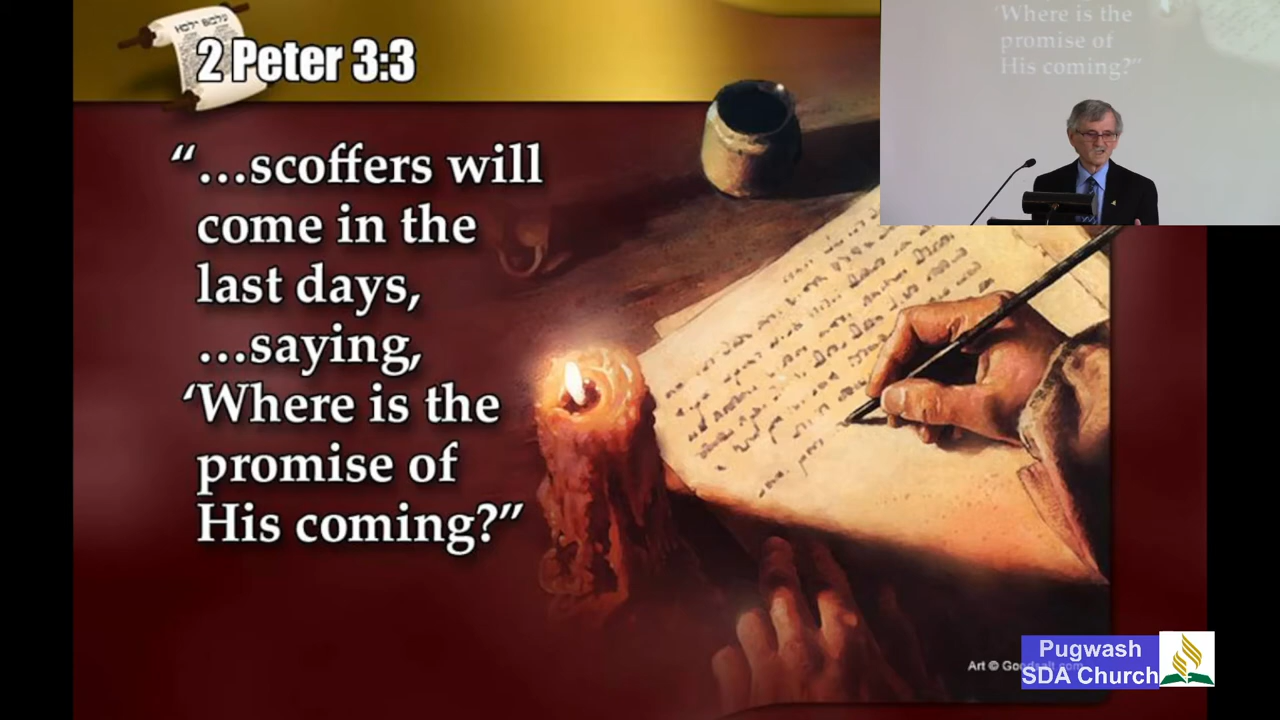 2 Peter 3:3
“…scoffers will
come in the
last days,
…saying,
‘Where is the
promise of
His coming?”
'Where is the
promise of
His coming?"
Art © Goodsalt.com
Pugwash
SDA Church